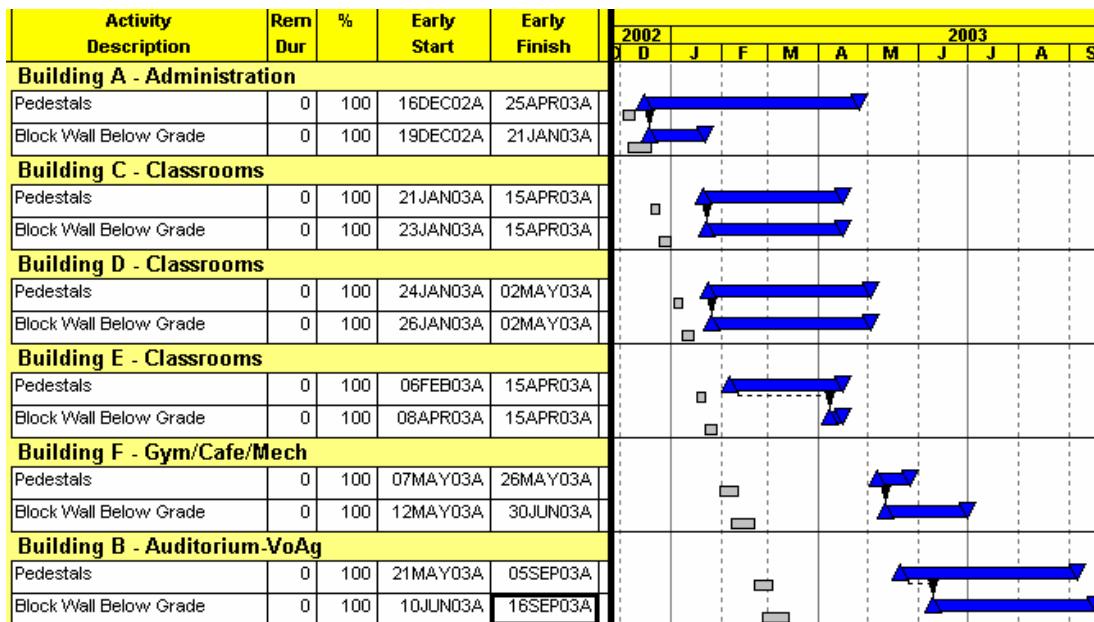 Activity Description Rem Dur % Early Start Early Finish
2002 2003
D J F M A M J J A S
Building A - Administration
Pedestals 0 100 16DEC02A 25APR03A
Block Wall Below Grade 0 100 19DEC02A 21JAN03A
Building C - Classrooms
Pedestals 0 100 21JAN03A 15APR03A
Block Wall Below Grade 0 100 23JAN03A 15APR03A
Building D - Classrooms
Pedestals 0 100 24JAN03A 02MAY03A
Block Wall Below Grade 0 100 26JAN03A 02MAY03A
Building E - Classrooms
Pedestals 0 100 06FEB03A 15APR03A
Block Wall Below Grade 0 100 08APR03A 15APR03A
Building F - Gym/Cafe/Mech
Pedestals 0 100 07MAY03A 26MAY03A
Block Wall Below Grade 0 100 12MAY03A 30JUN03A
Building B - Auditorium-VoAg
Pedestals 0 100 21MAY03A 05SEP03A
Block Wall Below Grade 0 100 10JUN03A 16SEP03A